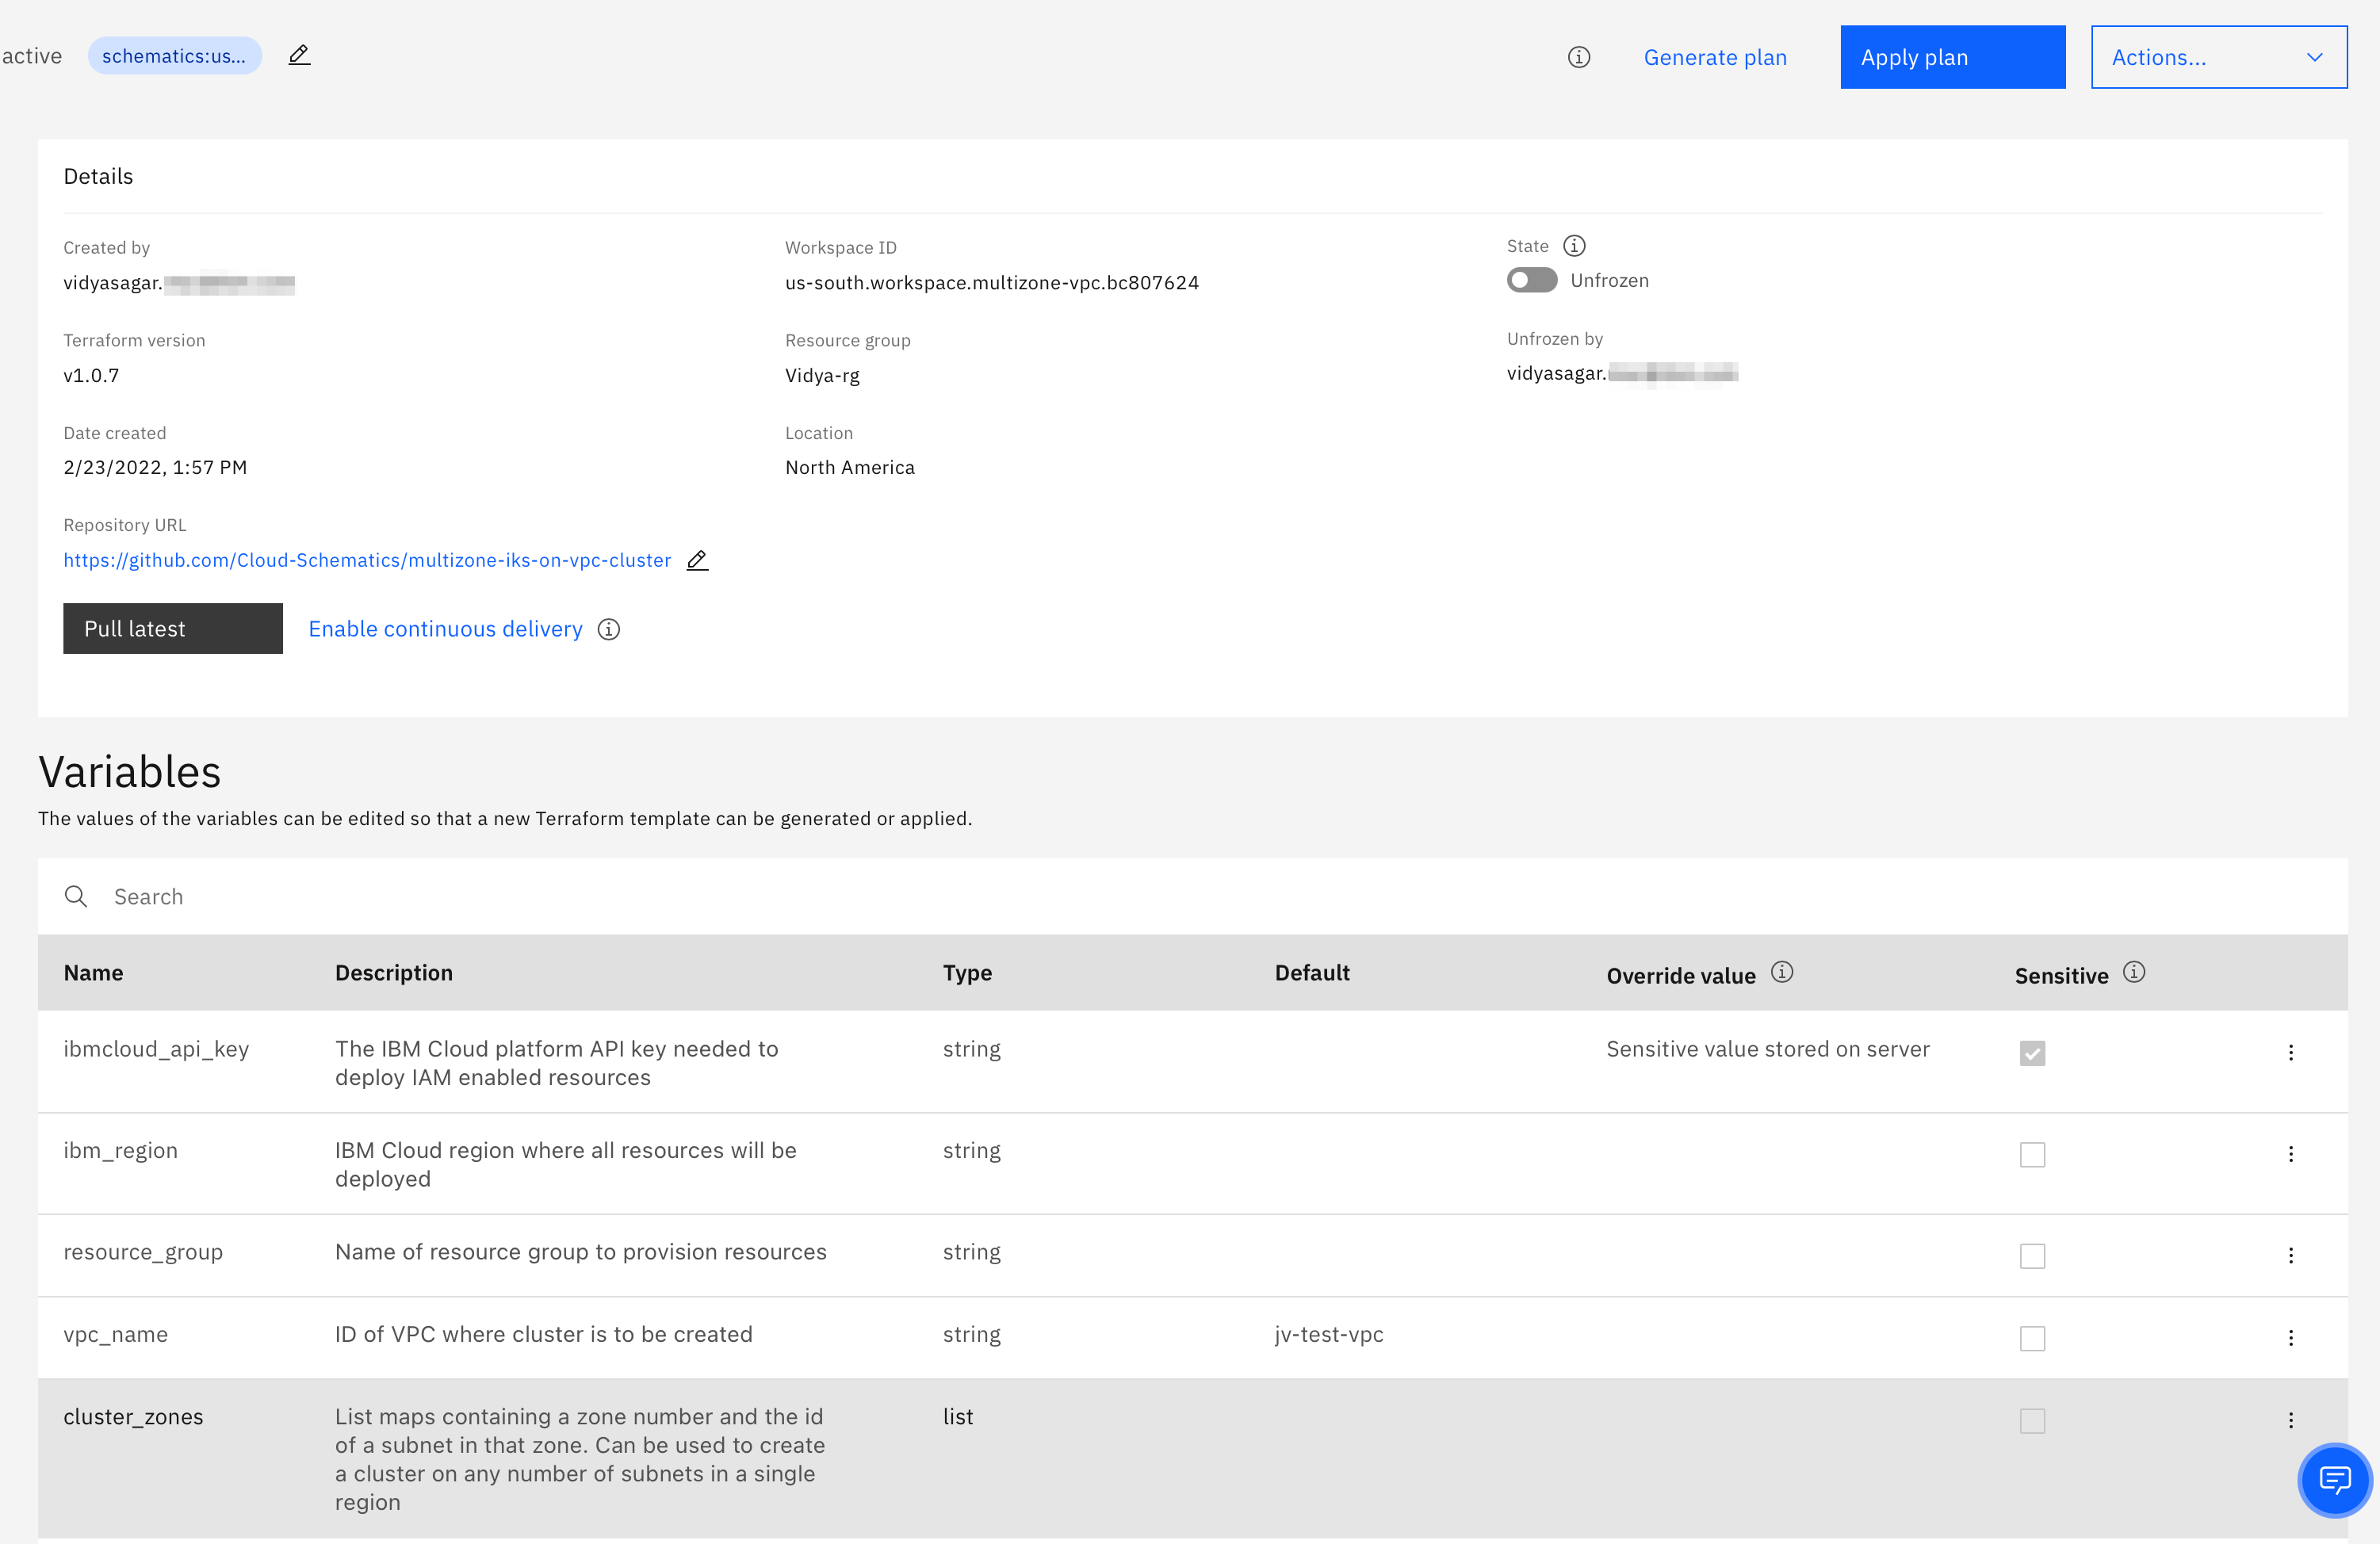 active schematics:us... Generate plan Apply plan Actions...
Details
Created by Workspace ID State
vidyasagar. us-south.workspace.multizone-vpc.bc807624 Unfrozen
Terraform version Resource group Unfrozen by
v1.0.7 Vidya-rg vidyasagar.
Date created Location
2/23/2022, 1:57 PM North America
Repository URL
https://github.com/Cloud-Schematics/multizone-iks-on-vpc-cluster
Pull latest Enable continuous delivery
Variables
The values of the variables can be edited so that a new Terraform template can be generated or applied.
Search
Name Description Type Default Override value Sensitive
ibmcloud_api_key The IBM Cloud platform API key needed to string Sensitive value stored on server
deploy IAM enabled resources
ibm_region IBM Cloud region where all resources will be string
deployed
resource_group Name of resource group to provision resources string
vpc_name ID of VPC where cluster is to be created string jv-test-vpc
cluster_zones List maps containing a zone number and the id list
of a subnet in that zone. Can be used to create
a cluster on any number of subnets in a single
region